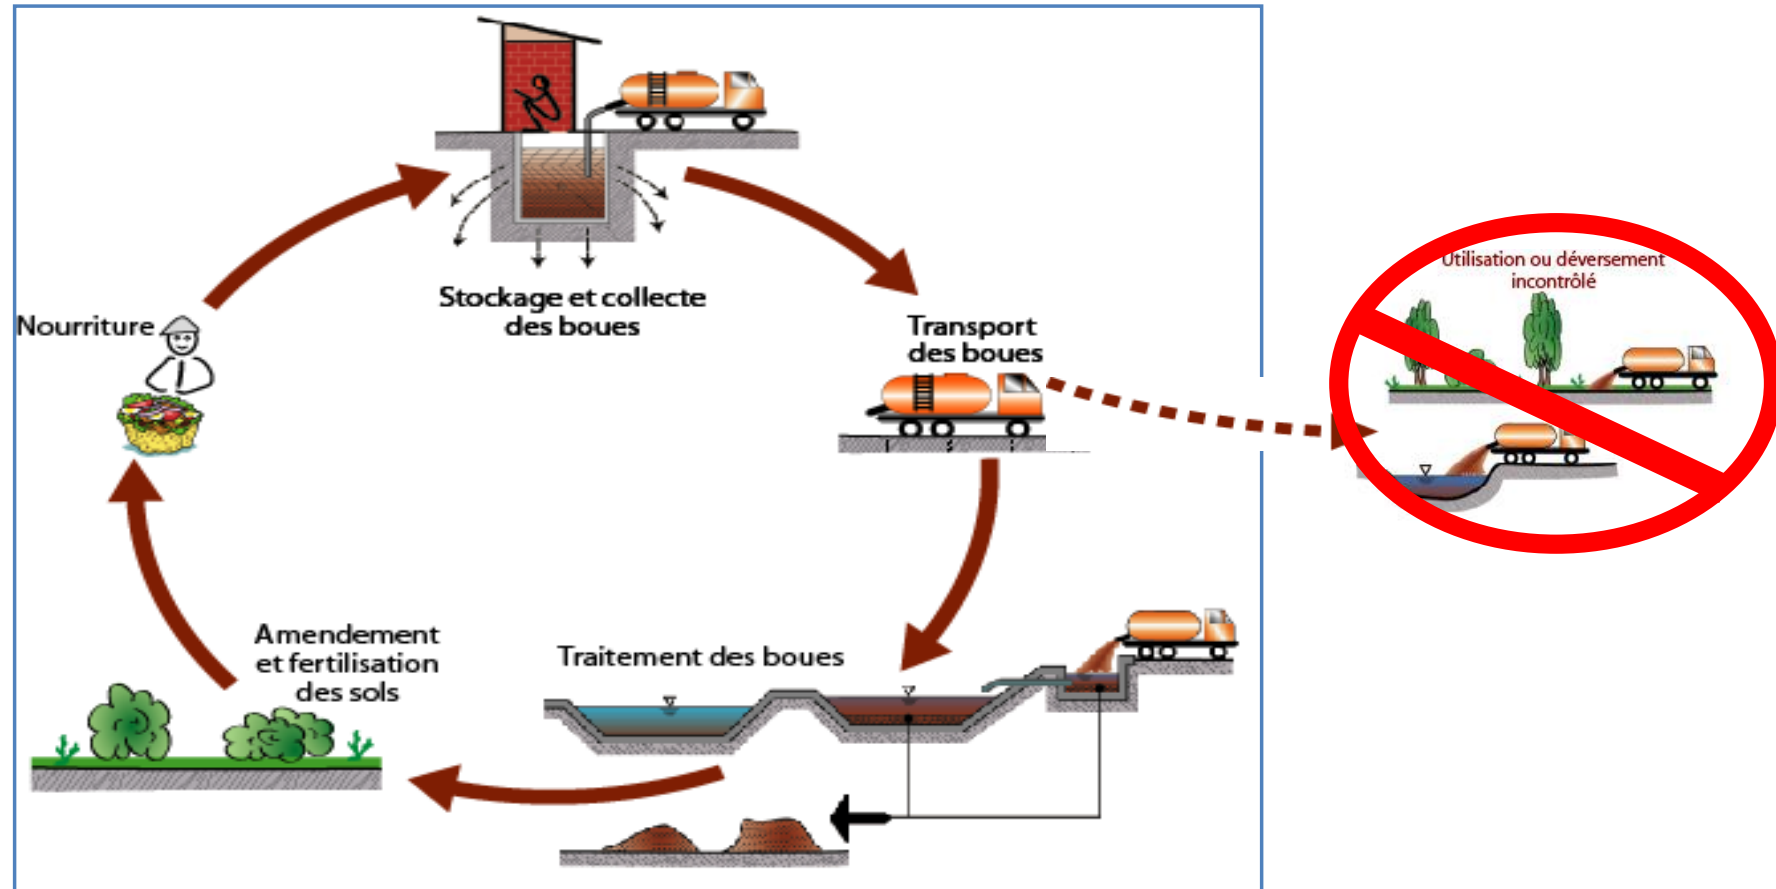 Stockage et collecte
des boues
Nourriture
Transport
des boues
Utilisation ou déversement
incontrôlé
Amendement
et fertilisation
des sols
Traitement des boues